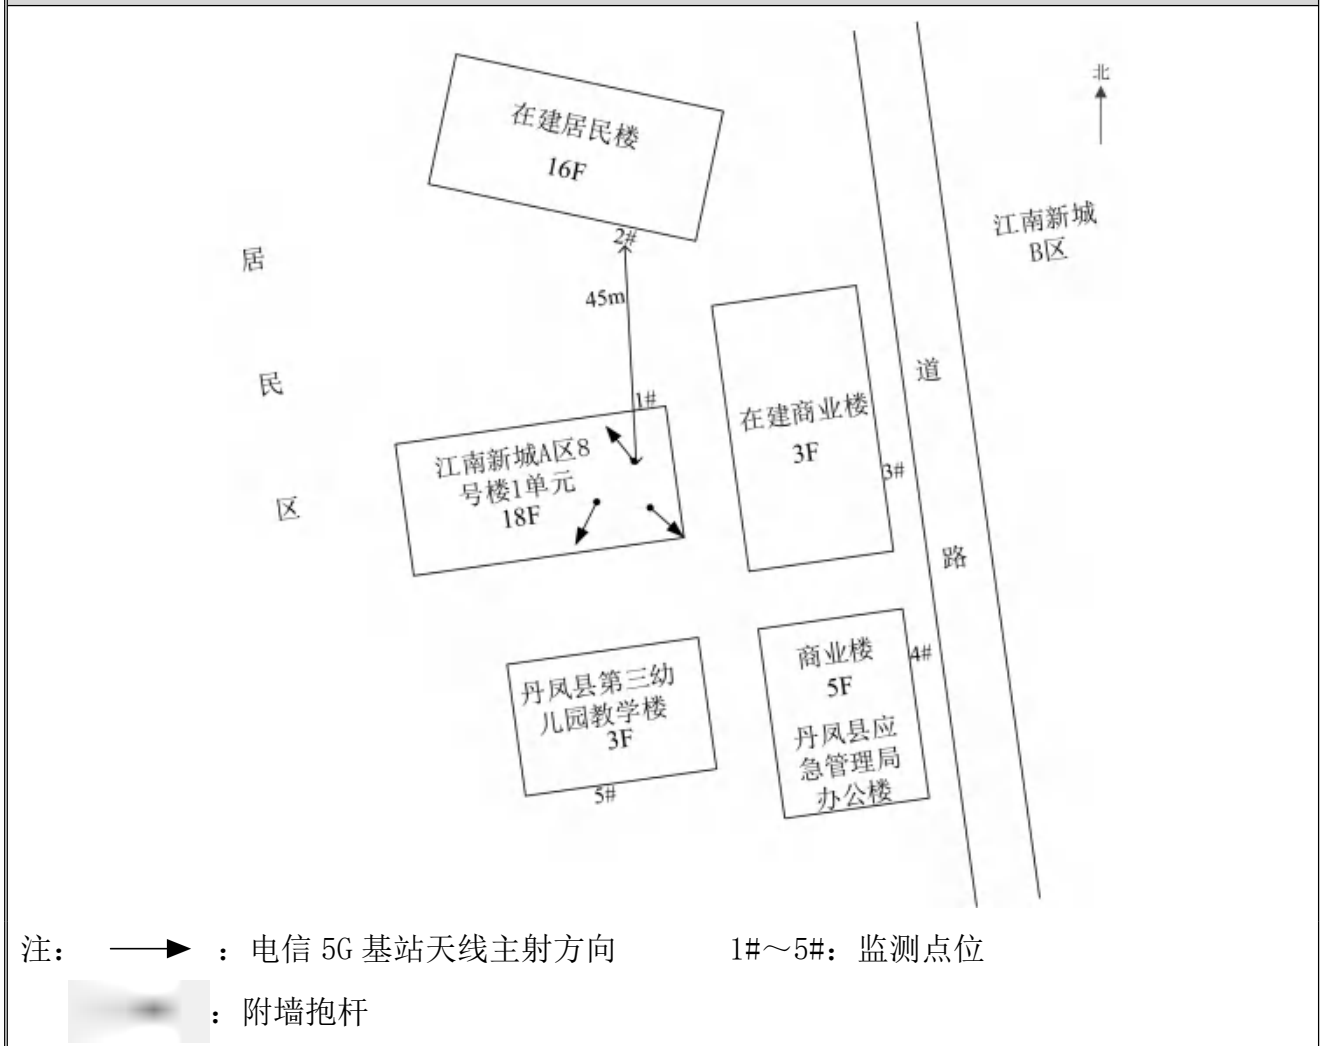 北
在建居民楼
16F
江南新城
B区
2#
居
45m
道
民
1#
在建商业楼
3F
江南新城A区8
号楼1单元
18F
3#
区
路
商业楼
5F
4#
丹凤县第三幼
儿园教学楼
3F
丹凤县应
急管理局
办公楼
5#
注： ：电信 5G 基站天线主射方向 1#～5#：监测点位
：附墙抱杆